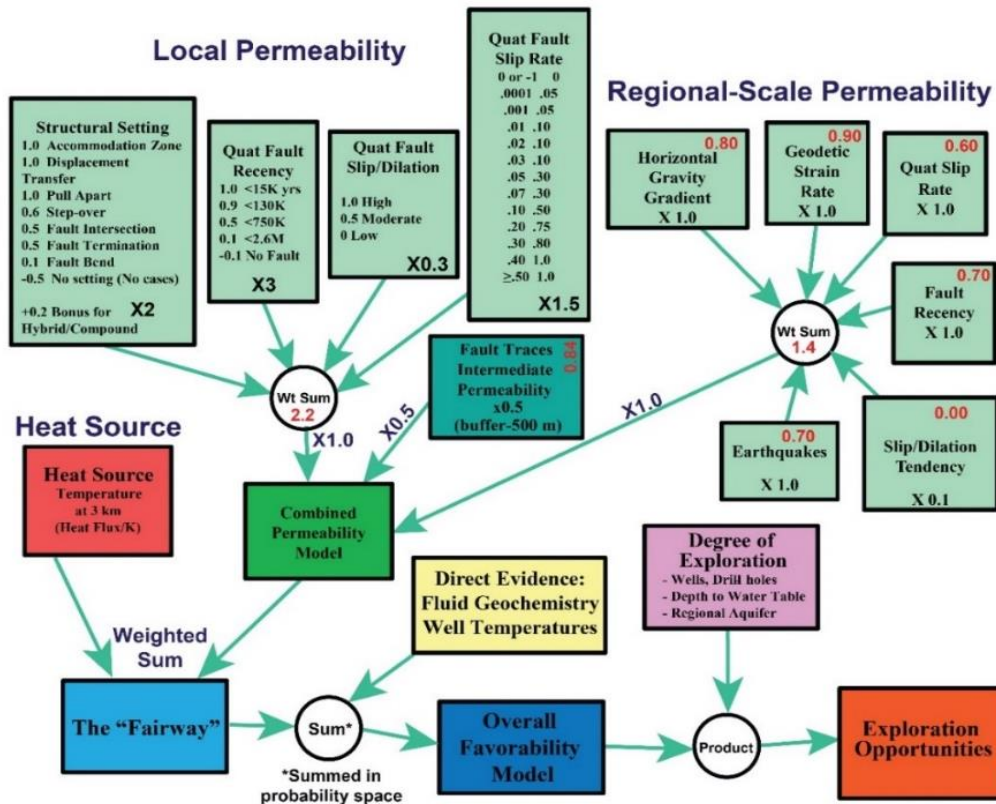 Local Permeability
Structural Setting
1.0 Accommodation Zone
1.0 Displacement
Transfer
1.0 Pull Apart
0.6 Step-over
0.5 Fault Intersection
0.5 Fault Termination
0.1 Fault Bend
-0.5 No setting (No cases)
+0.2 Bonus for
Hybrid/Compound
X2
Quat Fault
Recency
1.0 <15K yrs
0.9 <130K
0.5 <750K
0.1 <2.6M
-0.1 No Fault
X3
Quat Fault
Slip/Dilation
1.0 High
0.5 Moderate
0 Low
X0.3
Quat Fault
Slip Rate
0 or -1 0
.0001 .05
.001 .05
.01 .10
.02 .10
.03 .10
.05 .30
.07 .30
.10 .50
.20 .75
.30 .80
.40 1.0
≥.50 1.0
X1.5
Regional-Scale Permeability
0.80
Horizontal
Gravity
Gradient
X 1.0
0.90
Geodetic
Strain
Rate
X 1.0
0.60
Quat Slip
Rate
X 1.0
0.70
Fault
Recency
X 1.0
0.00
Slip/Dilation
Tendency
X 0.1
0.70
Earthquakes
X 1.0
Wt Sum
1.4
X1.0
Wt Sum
2.2
X1.0
Fault Traces
Intermediate
Permeability
x0.5
(buffer-500 m)
0.84
X0.5
Heat Source
Heat Source
Temperature
at 3 km
(Heat Flux/K)
Combined
Permeability
Model
Direct Evidence:
Fluid Geochemistry
Well Temperatures
Degree of
Exploration
- Wells, Drill holes
- Depth to Water Table
- Regional Aquifer
Weighted
Sum
The "Fairway"
Sum*
*Summed in
probability space
Overall
Favorability
Model
Product
Exploration
Opportunities